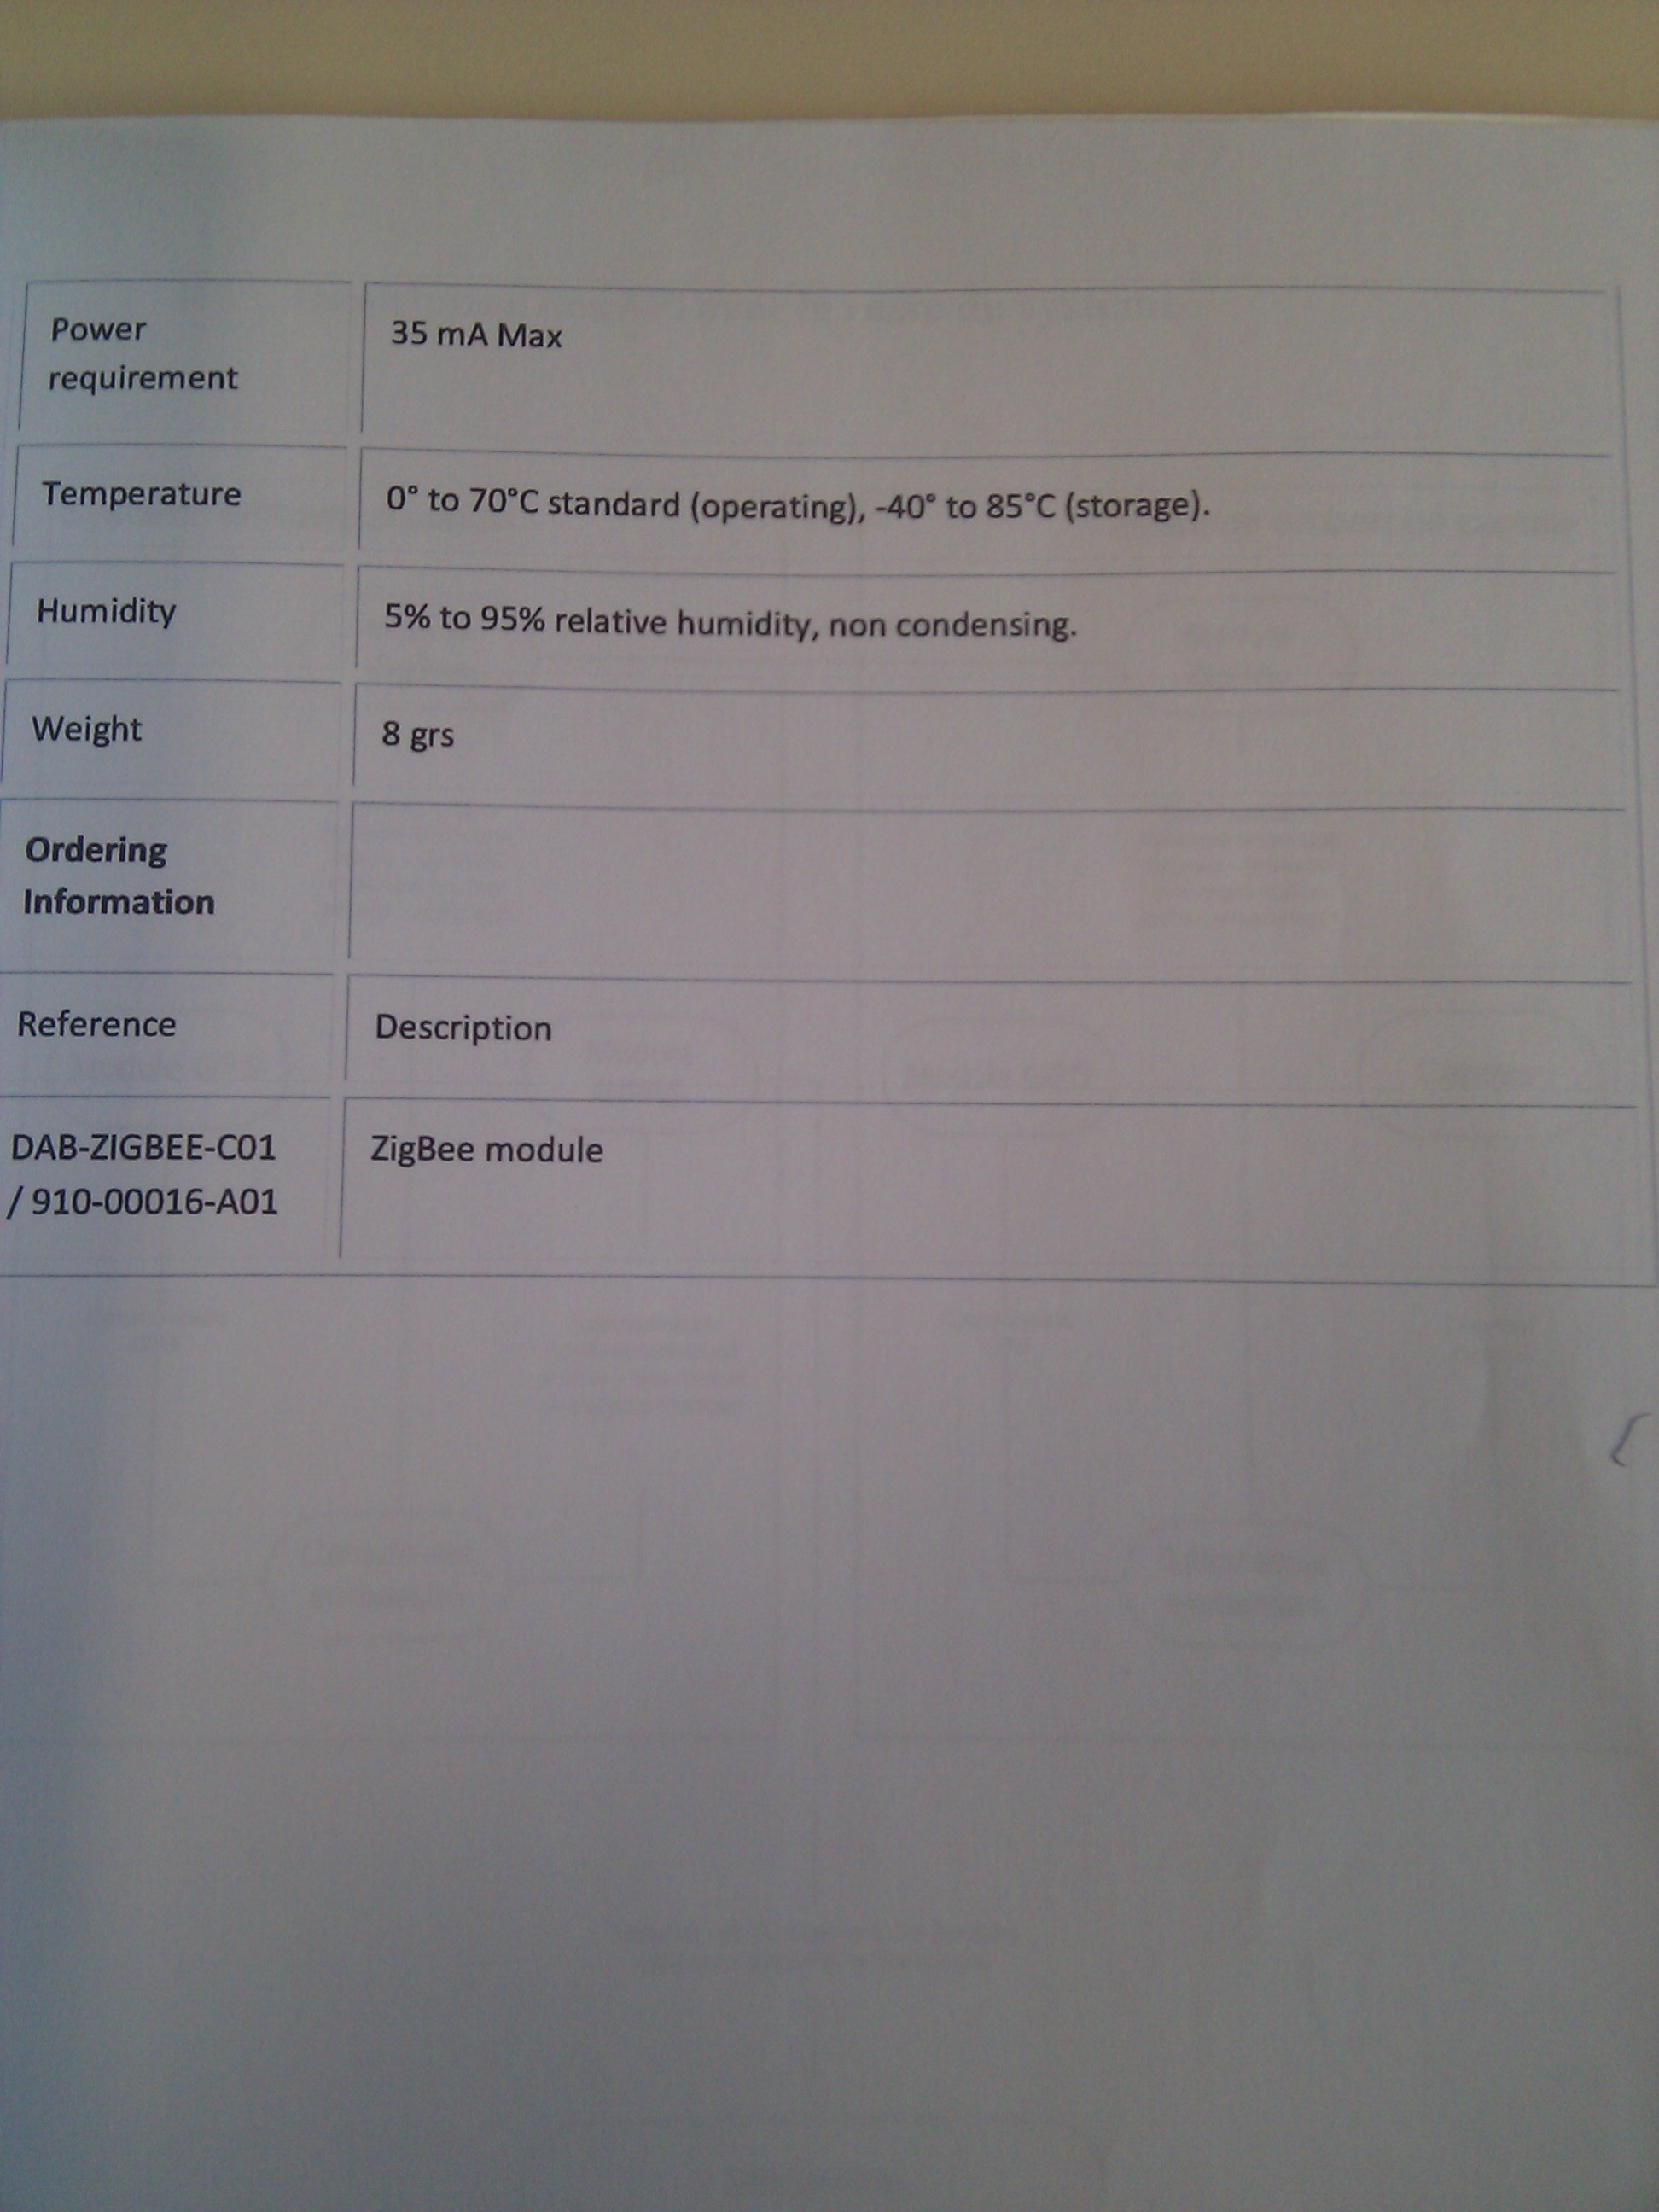 Power
requirement
35 mA Max
Temperature
0° to 70°C standard (operating), -40° to 85°C (storage).
Humidity
5% to 95% relative humidity, non condensing.
Weight
8 grs
Ordering
Information
Reference
Description
DAB-ZIGBEE-C01
/ 910-00016-A01
ZigBee module